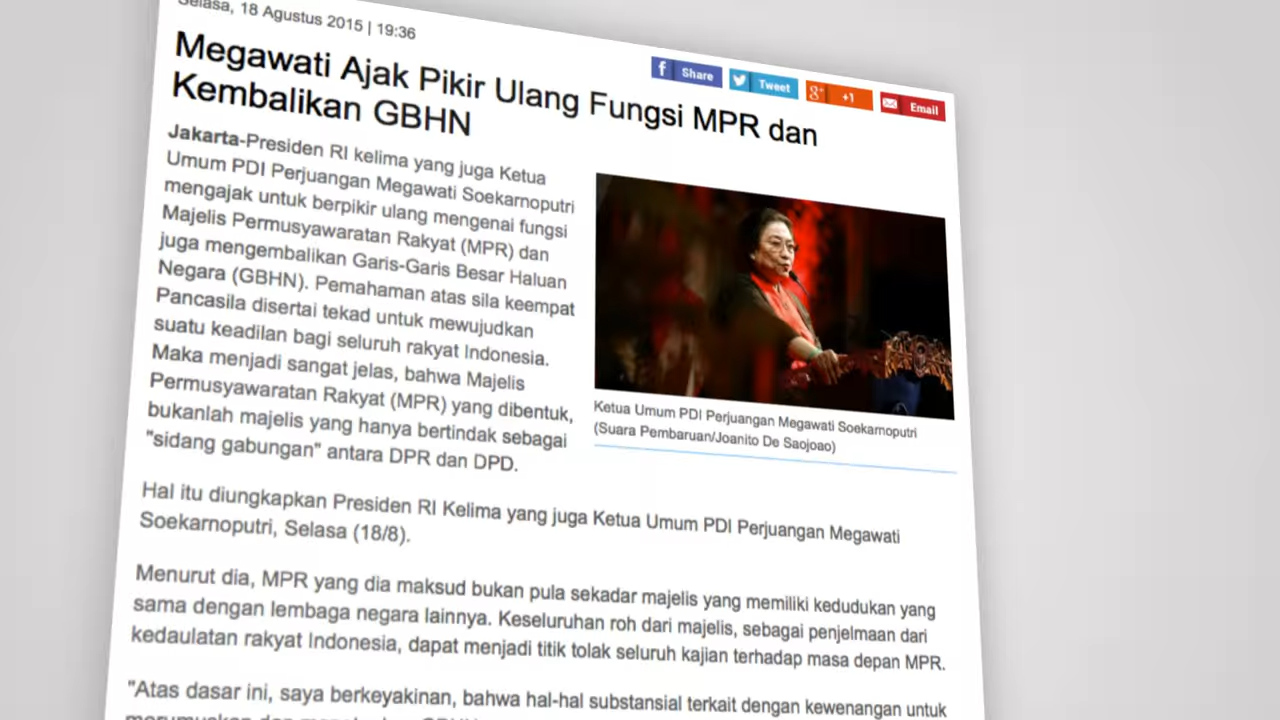 Selasa, 18 Agustus 2015 | 19:36
Megawati Ajak Pikir Ulang Fungsi MPR dan
Kembalikan GBHN
Share
Tweet
+1
Email
Jakarta-Presiden RI kelima yang juga Ketua
Umum PDI Perjuangan Megawati Soekarnoputri
mengajak untuk berpikir ulang mengenai fungsi
Majelis Permusyawaratan Rakyat (MPR) dan
juga mengembalikan Garis-Garis Besar Haluan
Negara (GBHN). Pemahaman atas sila keempat
Pancasila disertai tekad untuk mewujudkan
suatu keadilan bagi seluruh rakyat Indonesia.
Maka menjadi sangat jelas, bahwa Majelis
Permusyawaratan Rakyat (MPR) yang dibentuk,
bukanlah majelis yang hanya bertindak sebagai
"sidang gabungan" antara DPR dan DPD.
Ketua Umum PDI Perjuangan Megawati Soekarnoputri
(Suara Pembaruan/Joanito De Saojoao)
Hal itu diungkapkan Presiden RI Kelima yang juga Ketua Umum PDI Perjuangan Megawati
Soekarnoputri, Selasa (18/8).
Menurut dia, MPR yang dia maksud bukan pula sekadar majelis yang memiliki kedudukan yang
sama dengan lembaga negara lainnya. Keseluruhan roh dari majelis, sebagai penjelmaan dari
kedaulatan rakyat Indonesia, dapat menjadi titik tolak seluruh kajian terhadap masa depan MPR.
"Atas dasar ini, saya berkeyakinan, bahwa hal-hal substansial terkait dengan kewenangan untuk